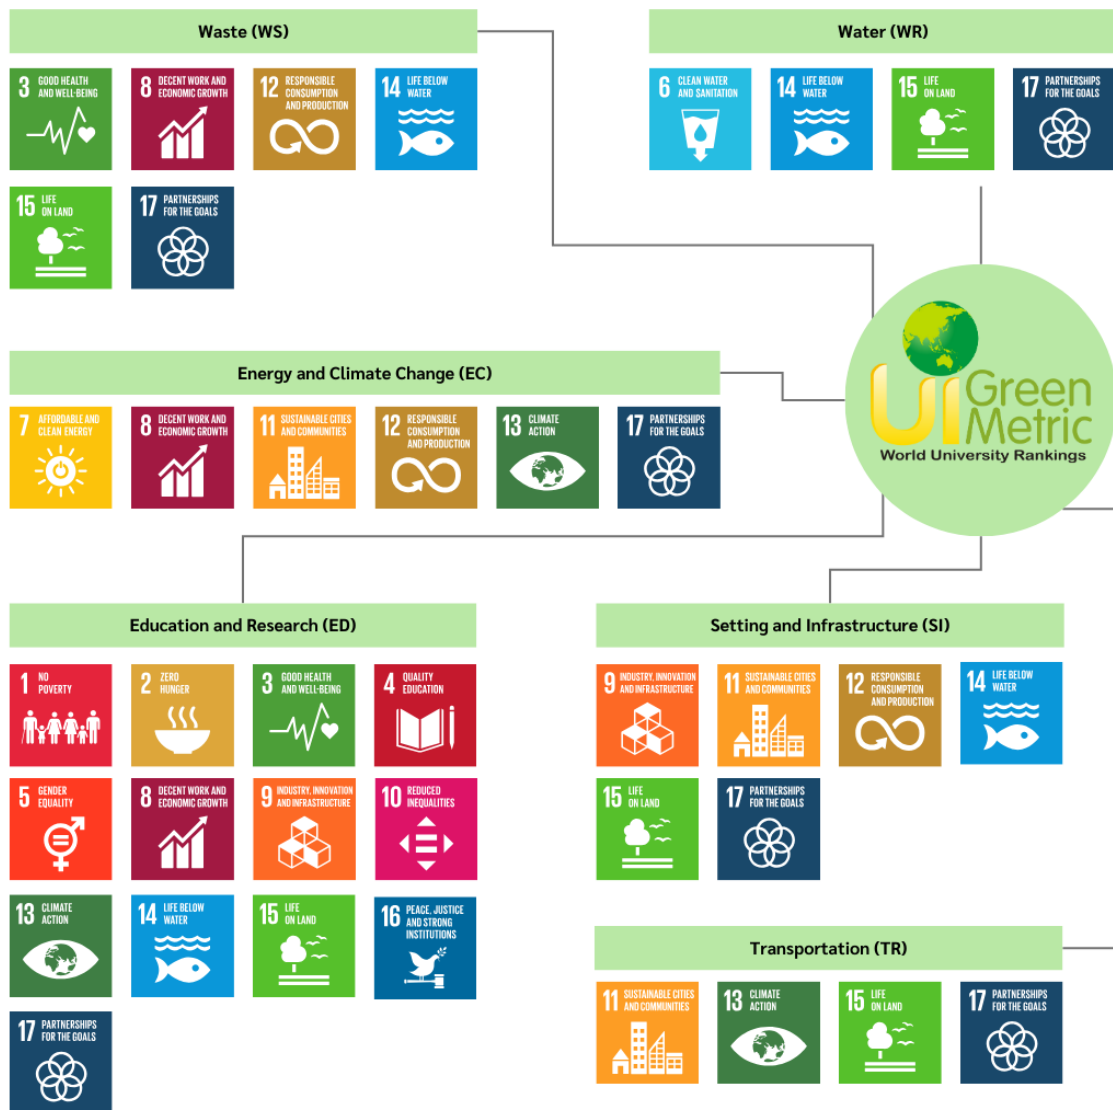 Waste (WS)
3 GOOD HEALTH
AND WELL-BEING
8 DECENT WORK AND
ECONOMIC GROWTH
12 RESPONSIBLE
CONSUMPTION
AND PRODUCTION
14 LIFE BELOW
WATER
15 LIFE
ON LAND
17 PARTNERSHIPS
FOR THE GOALS
Water (WR)
6 CLEAN WATER
AND SANITATION
14 LIFE BELOW
WATER
15 LIFE
ON LAND
17 PARTNERSHIPS
FOR THE GOALS
UI Green
Metric
World University Rankings
Energy and Climate Change (EC)
7 AFFORDABLE AND
CLEAN ENERGY
8 DECENT WORK AND
ECONOMIC GROWTH
11 SUSTAINABLE CITIES
AND COMMUNITIES
12 RESPONSIBLE
CONSUMPTION
AND PRODUCTION
13 CLIMATE
ACTION
17 PARTNERSHIPS
FOR THE GOALS
Education and Research (ED)
1 NO
POVERTY
2 ZERO
HUNGER
3 GOOD HEALTH
AND WELL-BEING
4 QUALITY
EDUCATION
5 GENDER
EQUALITY
8 DECENT WORK AND
ECONOMIC GROWTH
9 INDUSTRY, INNOVATION
AND INFRASTRUCTURE
10 REDUCED
INEQUALITIES
13 CLIMATE
ACTION
14 LIFE BELOW
WATER
15 LIFE
ON LAND
16 PEACE, JUSTICE
AND STRONG
INSTITUTIONS
17 PARTNERSHIPS
FOR THE GOALS
Setting and Infrastructure (SI)
9 INDUSTRY, INNOVATION
AND INFRASTRUCTURE
11 SUSTAINABLE CITIES
AND COMMUNITIES
12 RESPONSIBLE
CONSUMPTION
AND PRODUCTION
14 LIFE BELOW
WATER
15 LIFE
ON LAND
17 PARTNERSHIPS
FOR THE GOALS
Transportation (TR)
11 SUSTAINABLE CITIES
AND COMMUNITIES
13 CLIMATE
ACTION
15 LIFE
ON LAND
17 PARTNERSHIPS
FOR THE GOALS